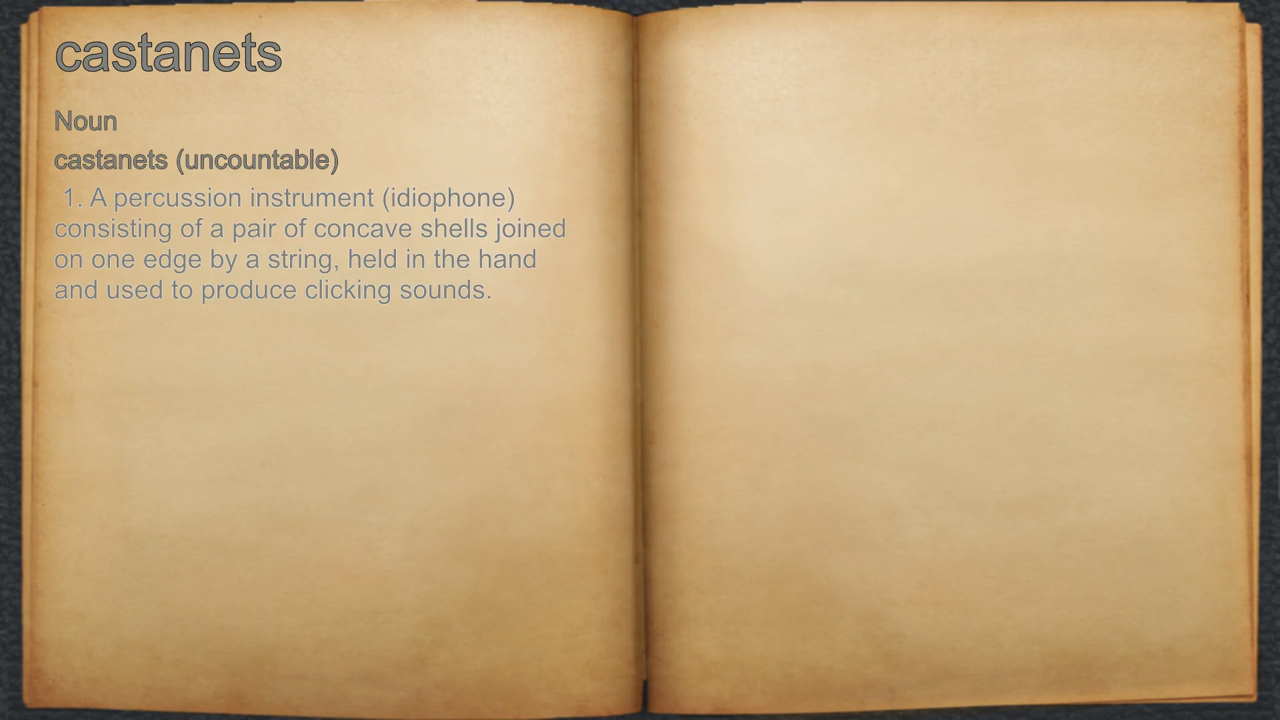 castanets
Noun
castanets (uncountable)
1. A percussion instrument (idiophone)
consisting of a pair of concave shells joined
on one edge by a string, held in the hand
and used to produce clicking sounds.